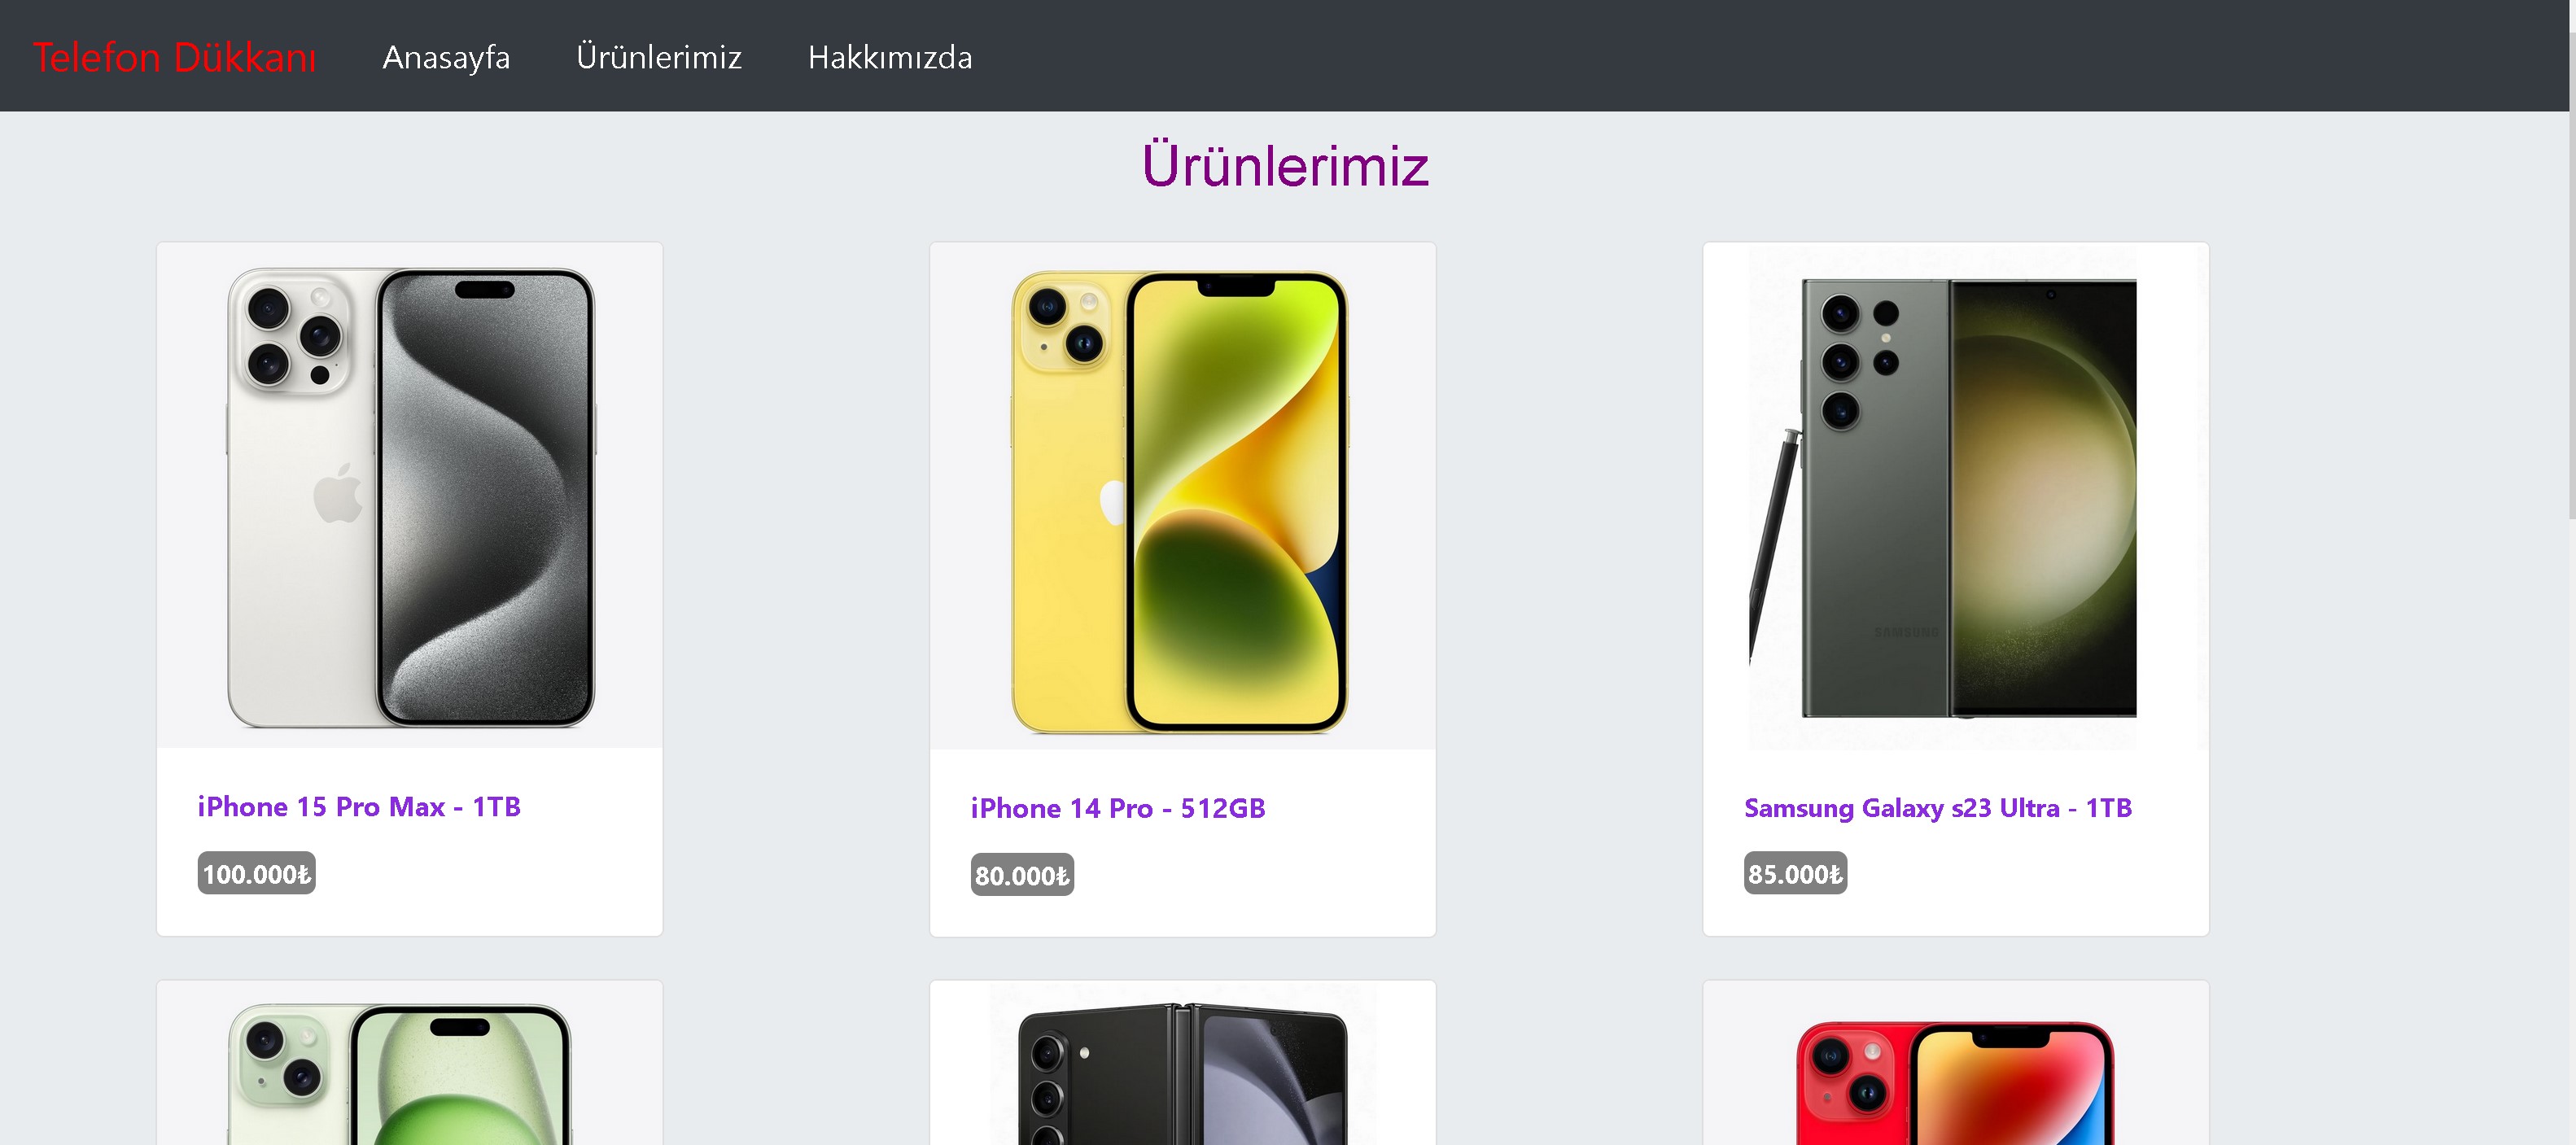 Telefon Dükkanı Anasayfa Ürünlerimiz Hakkımızda
Ürünlerimiz
SAMSUNG
iPhone 15 Pro Max - 1TB
100.000₺
iPhone 14 Pro - 512GB
80.000₺
Samsung Galaxy s23 Ultra - 1TB
85.000₺